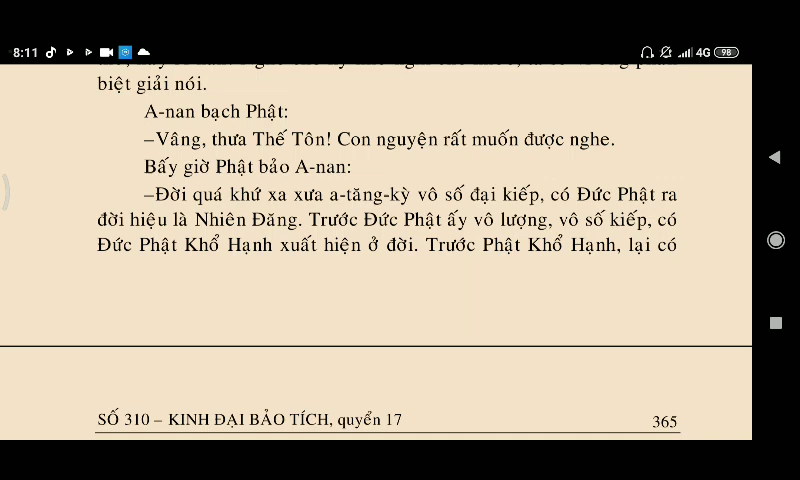 8:11
4G 98
biệt giải nói.
A-nan bạch Phật:
–Vâng, thưa Thế Tôn! Con nguyện rất muốn được nghe.
Bấy giờ Phật bảo A-nan:
–Đời quá khứ xa xưa a-tăng-kỳ vô số đại kiếp, có Đức Phật ra
đời hiệu là Nhiên Đăng. Trước Đức Phật ấy vô lượng, vô số kiếp, có
Đức Phật Khổ Hạnh xuất hiện ở đời. Trước Phật Khổ Hạnh, lại có
SỐ 310 – KINH ĐẠI BẢO TÍCH, quyển 17
365